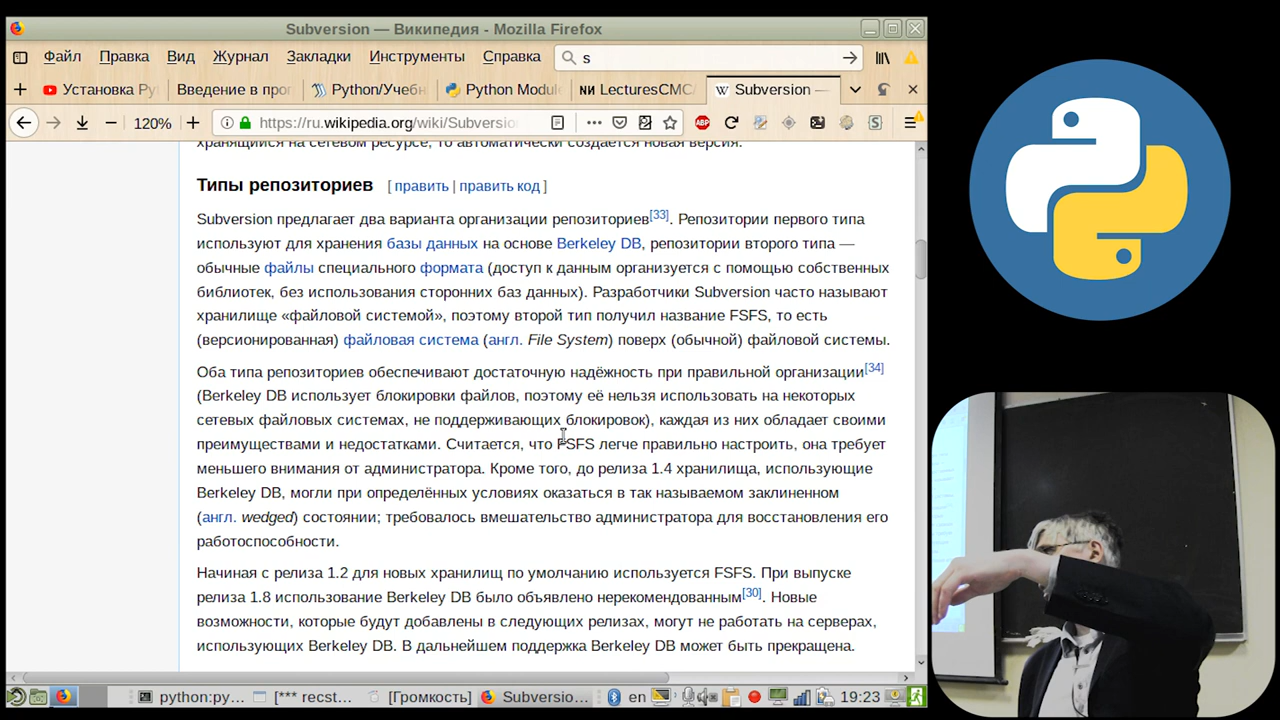 Subversion — Википедия - Mozilla Firefox
Файл Правка Вид Журнал Закладки Инструменты Справка s
Установка Py Введение в прог Python/Учебн Python Module LecturesCMC/ Subversion —
120% https://ru.wikipedia.org/wiki/Subversio
хранящийся на сетевом ресурсе, то автоматически создается новая версия.
Типы репозиториев [ править | править код ]
Subversion предлагает два варианта организации репозиториев[33]. Репозитории первого типа
используют для хранения базы данных на основе Berkeley DB, репозитории второго типа —
обычные файлы специального формата (доступ к данным организуется с помощью собственных
библиотек, без использования сторонних баз данных). Разработчики Subversion часто называют
хранилище «файловой системой», поэтому второй тип получил название FSFS, то есть
(версионированная) файловая система (англ. File System) поверх (обычной) файловой системы.
Оба типа репозиториев обеспечивают достаточную надёжность при правильной организации[34]
(Berkeley DB использует блокировки файлов, поэтому её нельзя использовать на некоторых
сетевых файловых системах, не поддерживающих блокировок), каждая из них обладает своими
преимуществами и недостатками. Считается, что FSFS легче правильно настроить, она требует
меньшего внимания от администратора. Кроме того, до релиза 1.4 хранилища, использующие
Berkeley DB, могли при определённых условиях оказаться в так называемом заклиненном
(англ. wedged) состоянии; требовалось вмешательство администратора для восстановления его
работоспособности.
Начиная с релиза 1.2 для новых хранилищ по умолчанию используется FSFS. При выпуске
релиза 1.8 использование Berkeley DB было объявлено нерекомендованным[30]. Новые
возможности, которые будут добавлены в следующих релизах, могут не работать на серверах,
использующих Berkeley DB. В дальнейшем поддержка Berkeley DB может быть прекращена.
python:py... [*** recst... [Громкость] Subversio... en 19:23